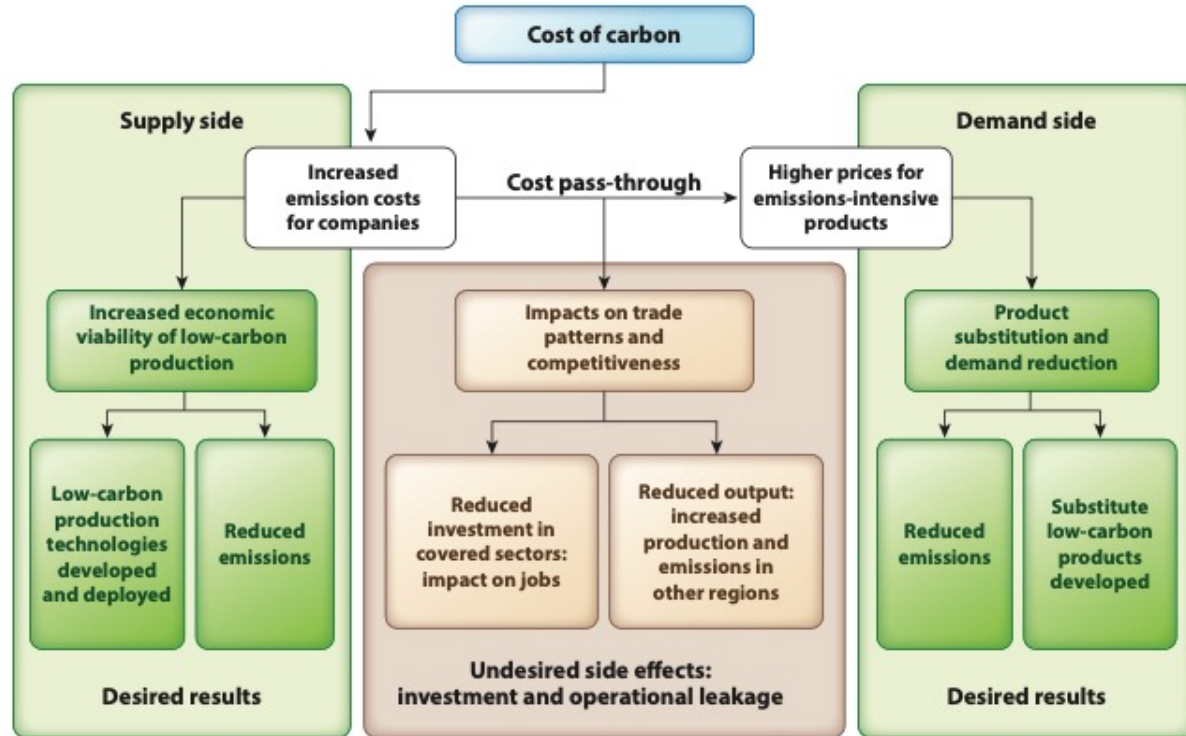 Cost of carbon
Supply side
Demand side
Increased
emission costs
for companies
Cost pass-through
Higher prices for
emissions-intensive
products
Increased economic
viability of low-carbon
production
Impacts on trade
patterns and
competitiveness
Product
substitution and
demand reduction
Low-carbon
production
technologies
developed
and deployed
Reduced
emissions
Reduced
investment in
covered sectors:
impact on jobs
Reduced output:
increased
production and
emissions in
other regions
Reduced
emissions
Substitute
low-carbon
products
developed
Desired results
Undesired side effects:
investment and operational leakage
Desired results